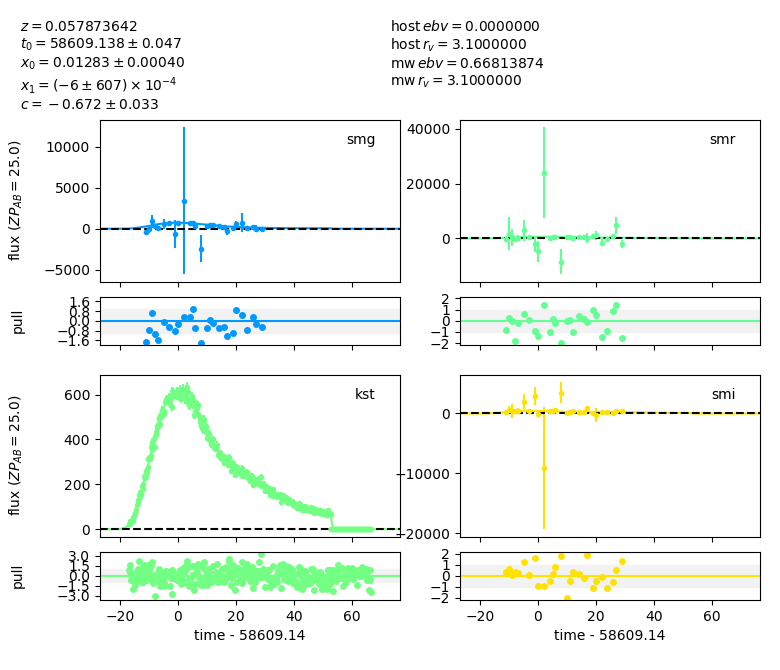 z = 0.057873642
t₀ = 58609.138 ± 0.047
x₀ = 0.01283 ± 0.00040
x₁ = (−6 ± 607) × 10⁻⁴
c = −0.672 ± 0.033
host ebv = 0.0000000
host r_v = 3.1000000
mw ebv = 0.66813874
mw r_v = 3.1000000
flux (ZP_AB = 25.0)
10000
5000
0
−5000
smg
40000
20000
0
smr
pull
1.6
0.8
0.0
−0.8
−1.6
2
1
0
−1
−2
flux (ZP_AB = 25.0)
600
400
200
0
kst
0
−10000
−20000
smi
pull
3.0
1.5
0.0
−1.5
−3.0
2
1
0
−1
−2
−20 0 20 40 60
−20 0 20 40 60
time - 58609.14
time - 58609.14